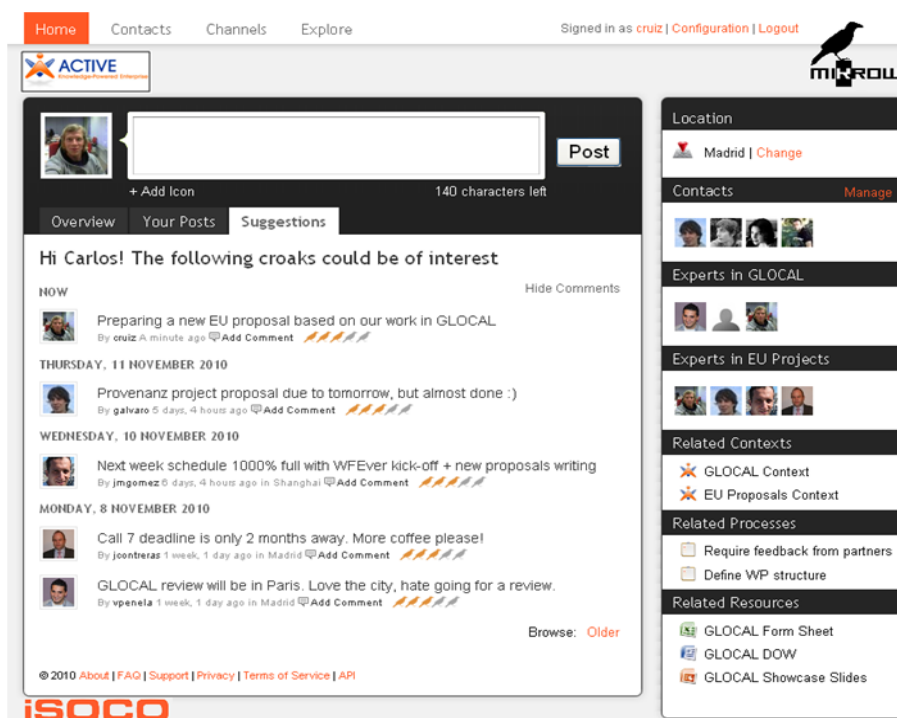 Home Contacts Channels Explore Signed in as cruiz | Configuration | Logout
ACTIVE
Knowledge-Powered Enterprise
miKROW
Post
+ Add Icon 140 characters left
Overview Your Posts Suggestions
Hi Carlos! The following croaks could be of interest
NOW Hide Comments
Preparing a new EU proposal based on our work in GLOCAL
By cruiz A minute ago Add Comment
THURSDAY, 11 NOVEMBER 2010
Provenanz project proposal due to tomorrow, but almost done :)
By galvaro 5 days, 4 hours ago Add Comment
WEDNESDAY, 10 NOVEMBER 2010
Next week schedule 1000% full with WFEver kick-off + new proposals writing
By jmgomez 6 days, 4 hours ago in Shanghai Add Comment
MONDAY, 8 NOVEMBER 2010
Call 7 deadline is only 2 months away. More coffee please!
By jcontreras 1 week, 1 day ago in Madrid Add Comment
GLOCAL review will be in Paris. Love the city, hate going for a review.
By vpenela 1 week, 1 day ago in Madrid Add Comment
Browse: Older
© 2010 About | FAQ | Support | Privacy | Terms of Service | API
iSOCO
Location
Madrid | Change
Contacts Manage
Experts in GLOCAL
Experts in EU Projects
Related Contexts
GLOCAL Context
EU Proposals Context
Related Processes
Require feedback from partners
Define WP structure
Related Resources
GLOCAL Form Sheet
GLOCAL DOW
GLOCAL Showcase Slides